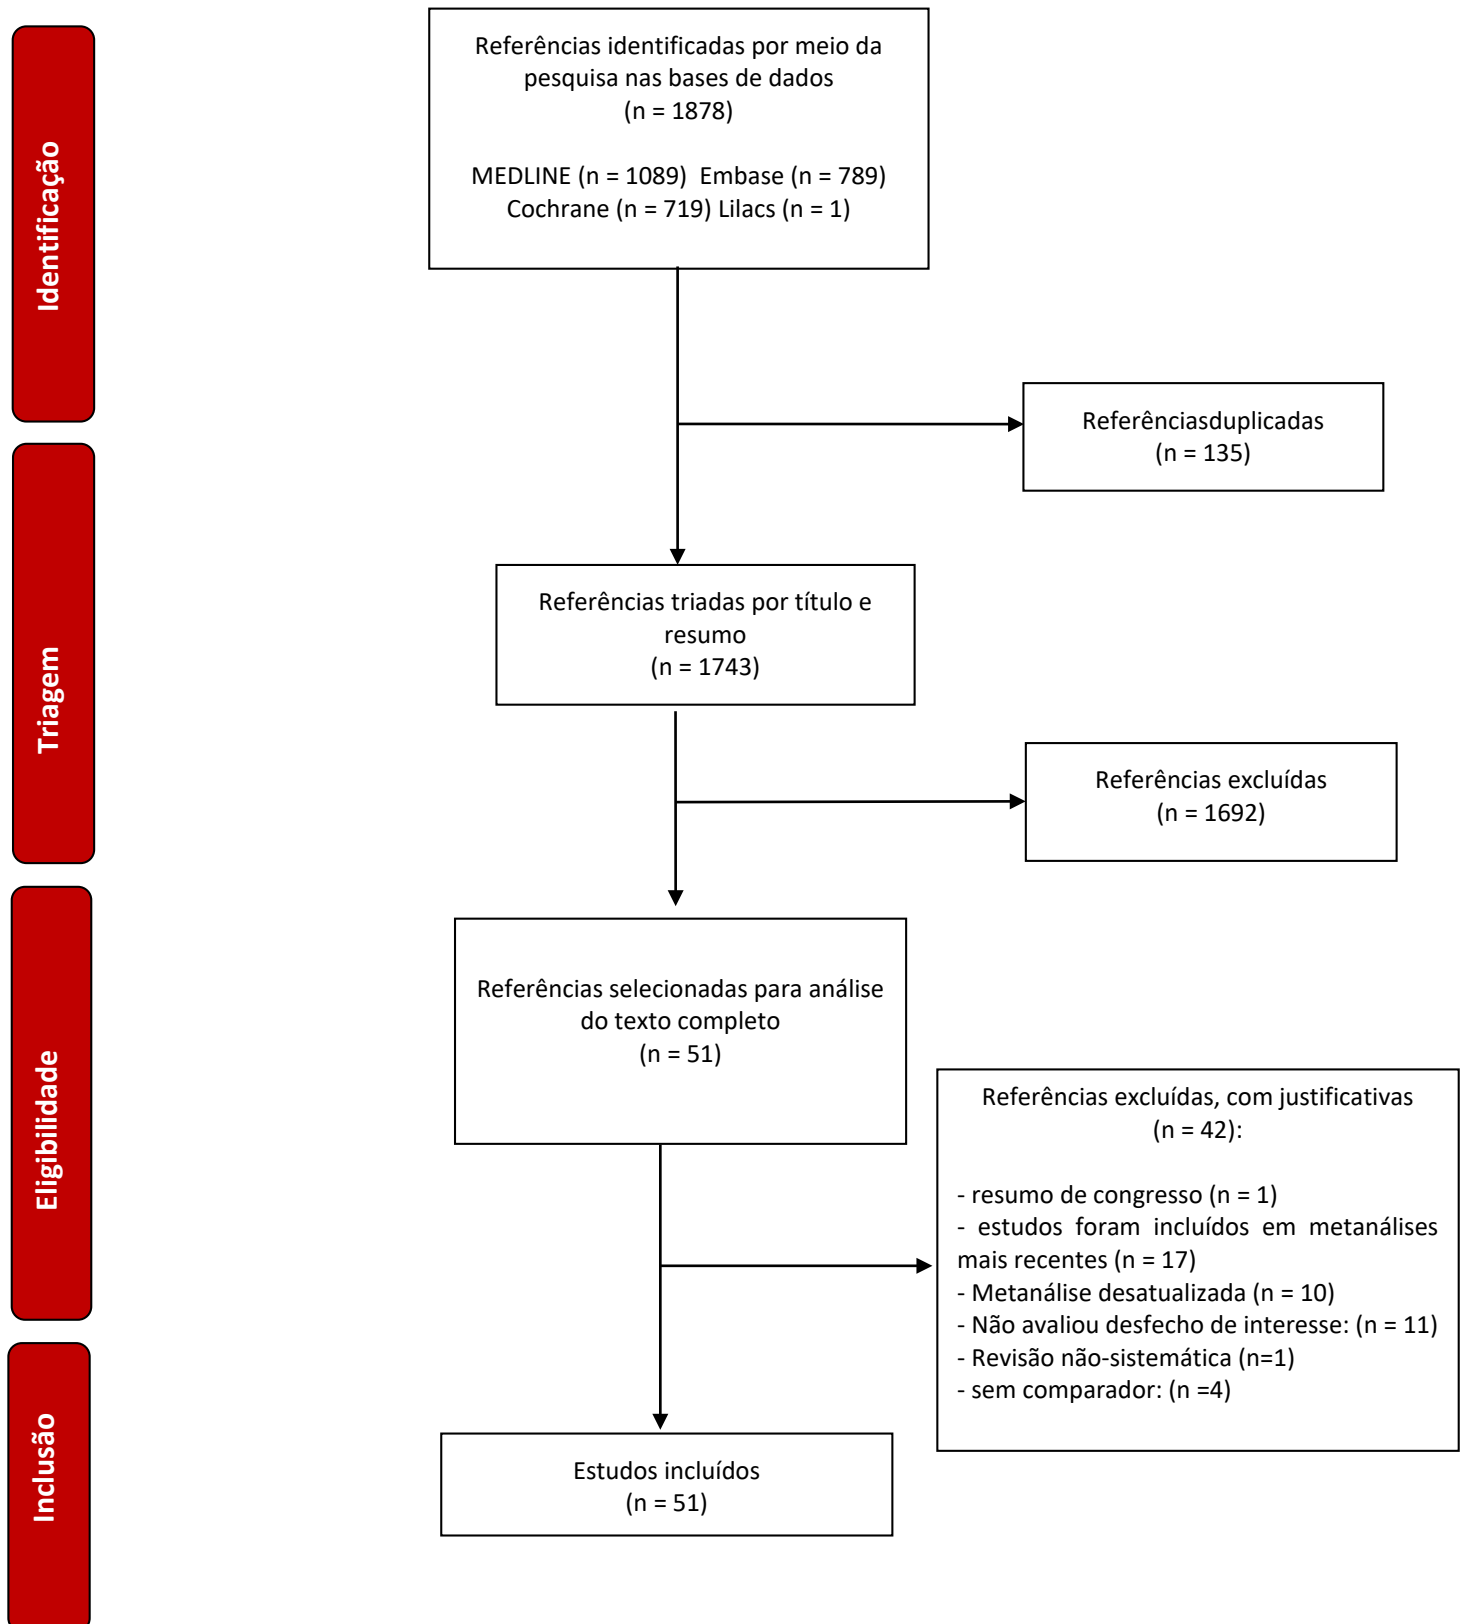 Identificação
Referências identificadas por meio da
pesquisa nas bases de dados
(n = 1878)
MEDLINE (n = 1089)  Embase (n = 789)
Cochrane (n = 719) Lilacs (n = 1)
Referênciasduplicadas
(n = 135)
Triagem
Referências triadas por título e
resumo
(n = 1743)
Referências excluídas
(n = 1692)
Eligibilidade
Referências selecionadas para análise
do texto completo
(n = 51)
Referências excluídas, com justificativas
(n = 42):
- resumo de congresso (n = 1)
- estudos foram incluídos em metanálises
mais recentes (n = 17)
- Metanálise desatualizada (n = 10)
- Não avaliou desfecho de interesse: (n = 11)
- Revisão não-sistemática (n=1)
- sem comparador: (n =4)
Inclusão
Estudos incluídos
(n = 51)